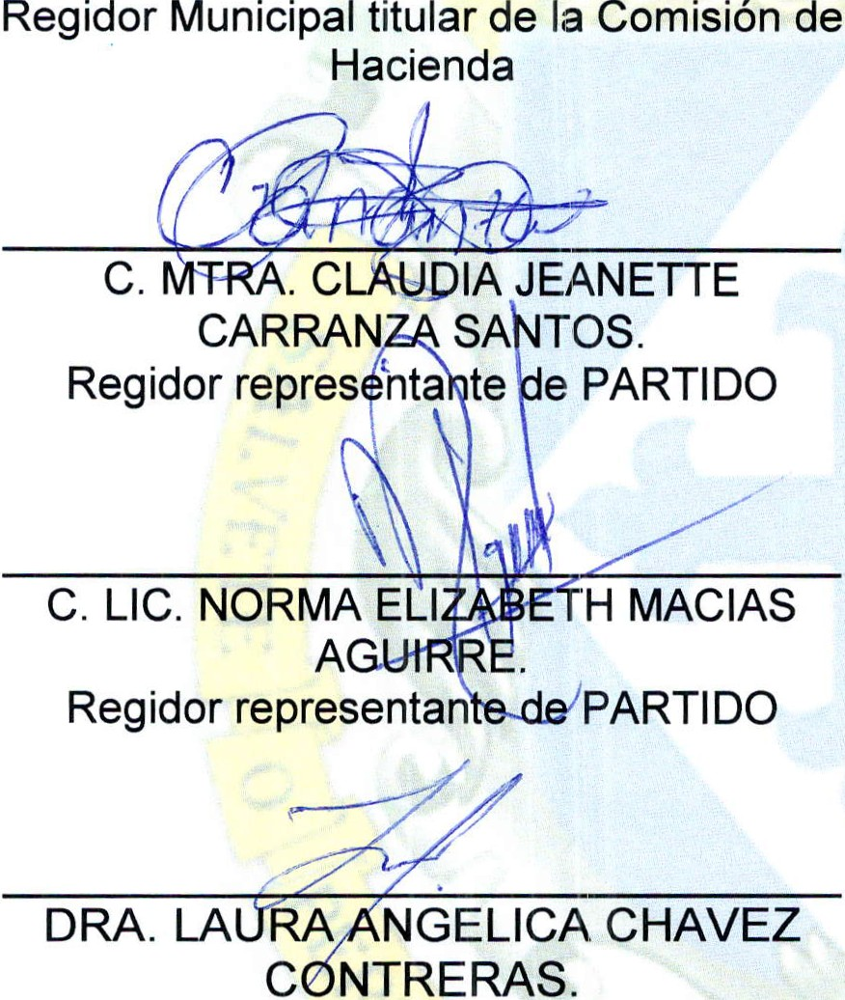 Regidor Municipal titular de la Comisión de
Hacienda
C. MTRA. CLAUDIA JEANETTE
CARRANZA SANTOS.
Regidor representante de PARTIDO
C. LIC. NORMA ELIZABETH MACIAS
AGUIRRE.
Regidor representante de PARTIDO
DRA. LAURA ANGELICA CHAVEZ
CONTRERAS.